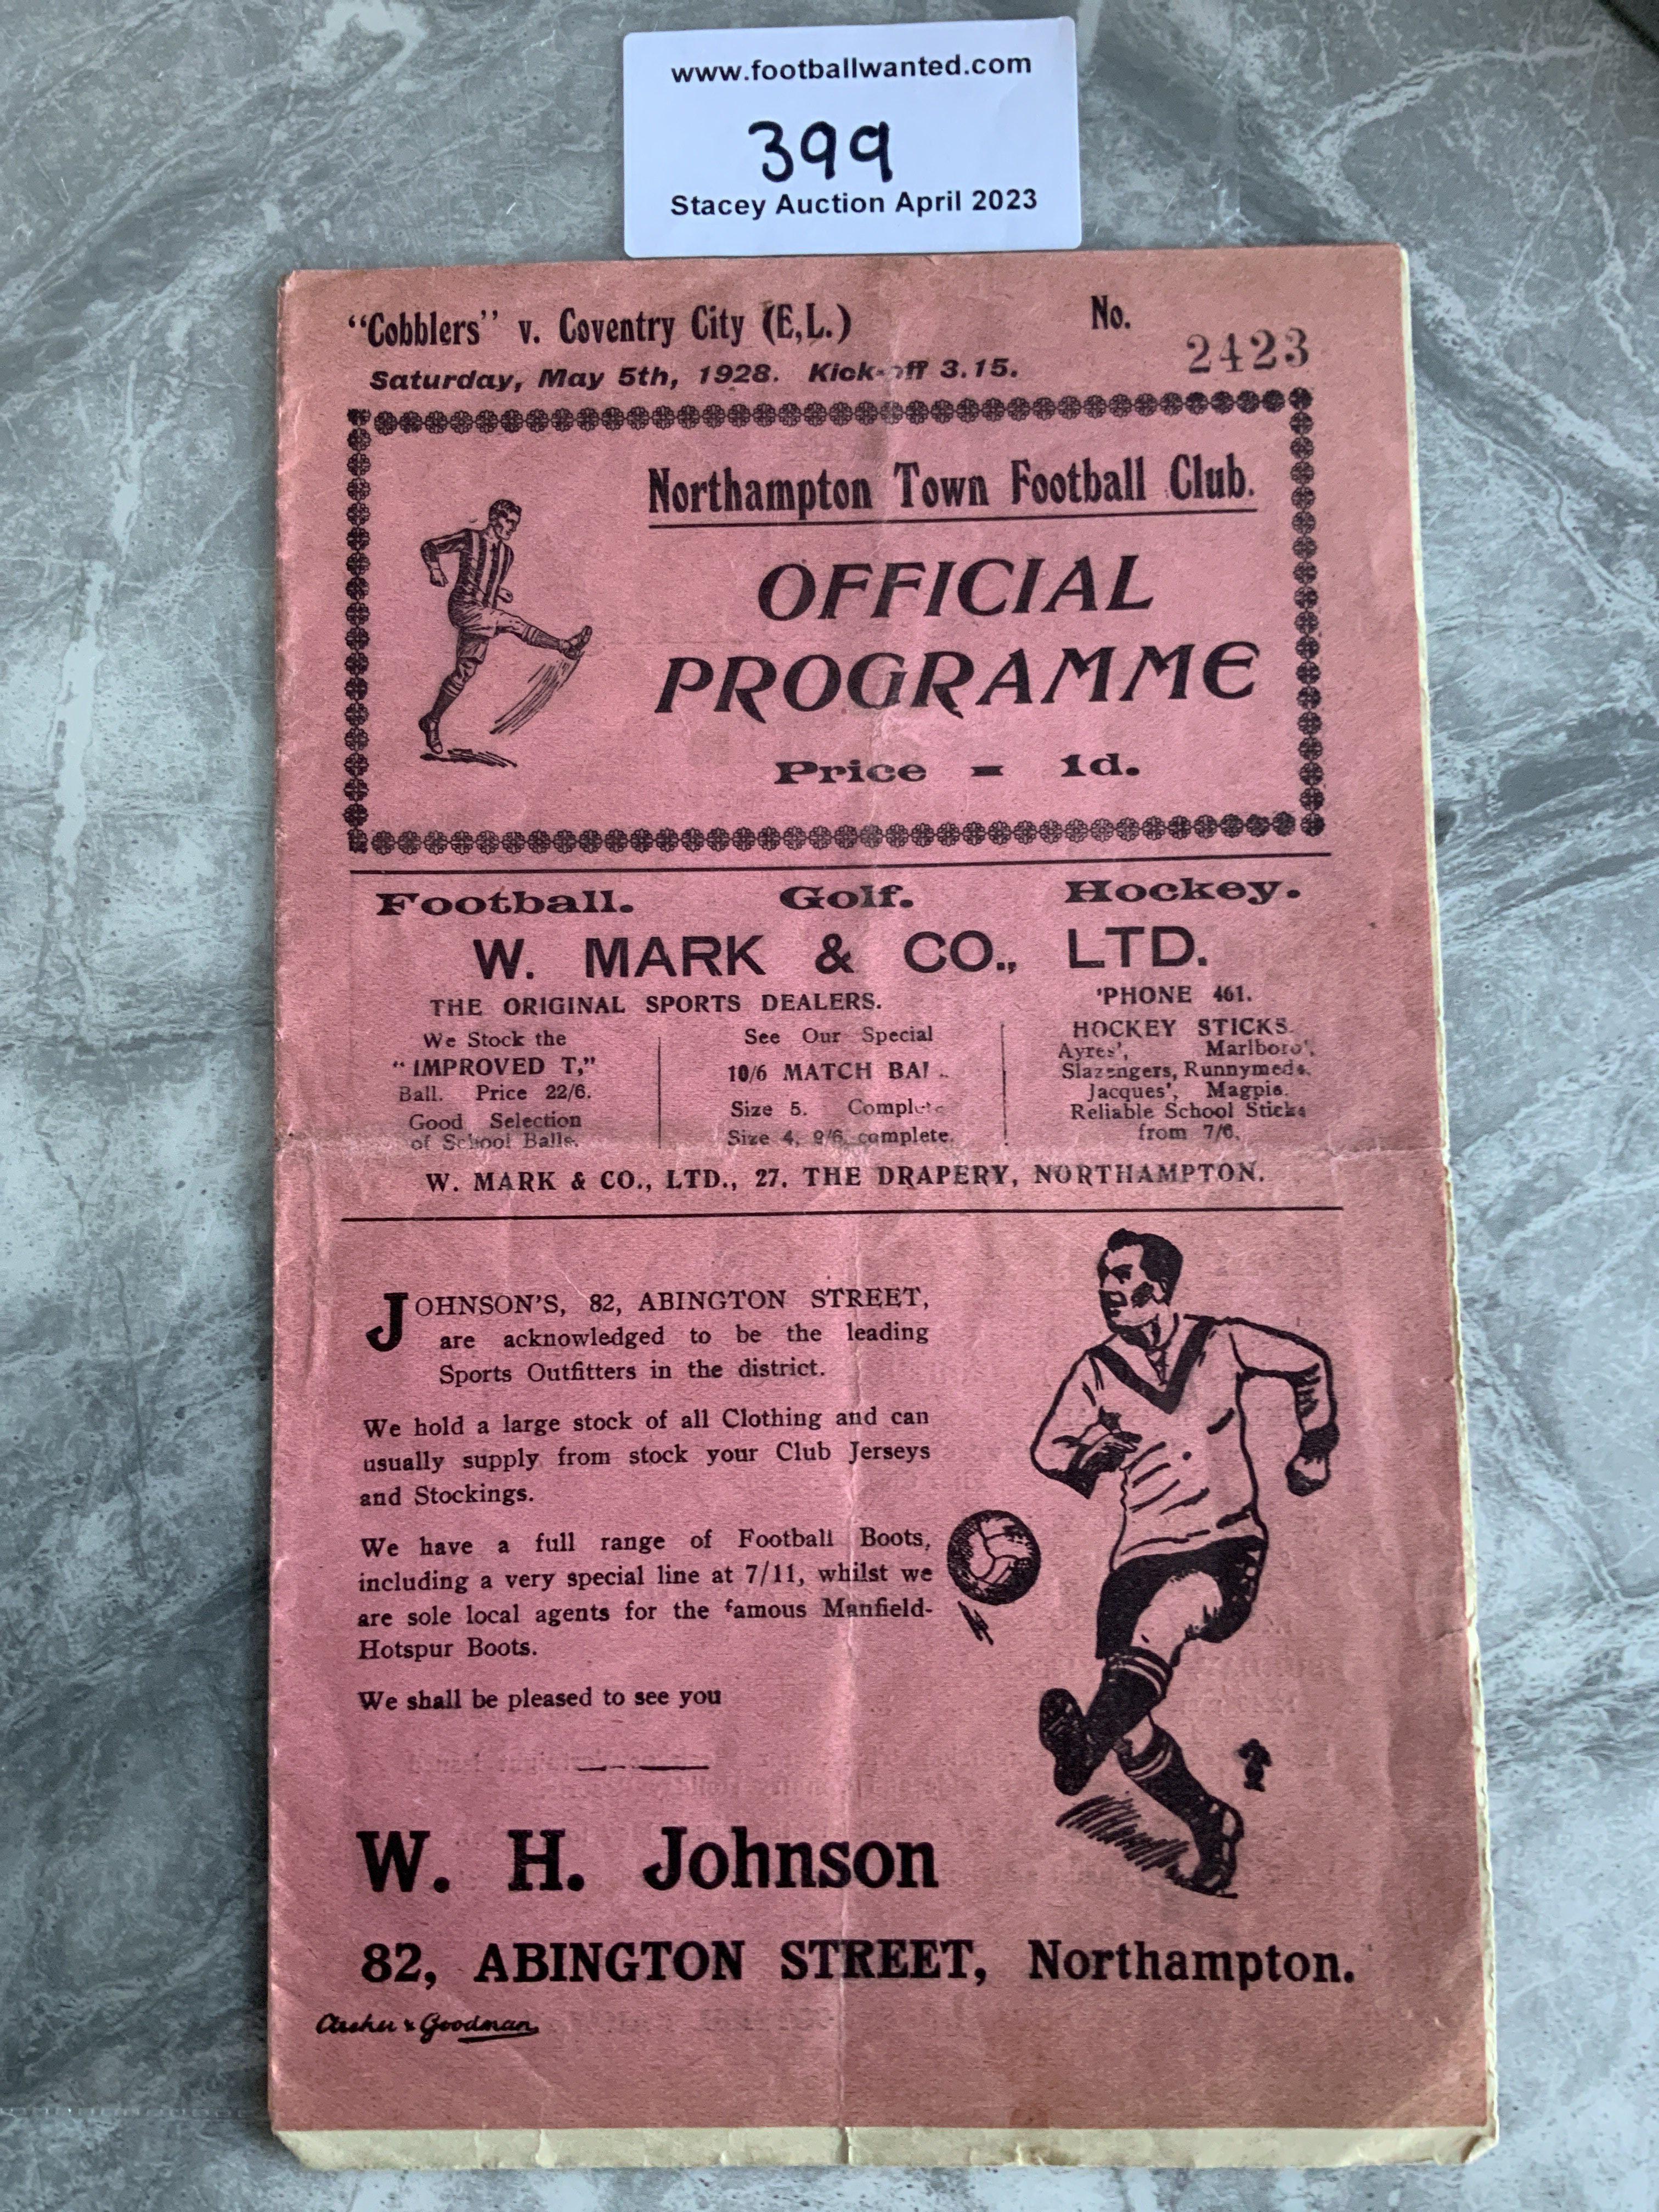 www.footballwanted.com
399
Stacey Auction April 2023
"Cobblers" v. Coventry City (E,L.)
No.
2423
Saturday, May 5th, 1928. Kick-off 3.15.
Northampton Town Football Club.
OFFICIAL
PROGRAMME
Price = 1d.
Football. Golf. Hockey.
W. MARK & CO., LTD.
THE ORIGINAL SPORTS DEALERS. 'PHONE 461.
We Stock the
"IMPROVED T,"
Ball. Price 22/6.
Good Selection
of School Balls.
See Our Special
10/6 MATCH
Size 5. Complete
Size 4, 9/6, complete.
HOCKEY STICKS.
Ayres', Marlboro',
Slazengers, Runnymede,
Jacques', Magpie.
Reliable School Sticks
from 7/6.
W. MARK & CO., LTD., 27, THE DRAPERY, NORTHAMPTON.
JOHNSON'S, 82, ABINGTON STREET,
are acknowledged to be the leading
Sports Outfitters in the district.
We hold a large stock of all Clothing and can
usually supply from stock your Club Jerseys
and Stockings.
We have a full range of Football Boots,
including a very special line at 7/11, whilst we
are sole local agents for the famous Manfield-
Hotspur Boots.
We shall be pleased to see you
W. H. Johnson
82, ABINGTON STREET, Northampton.
Archer & Goodman